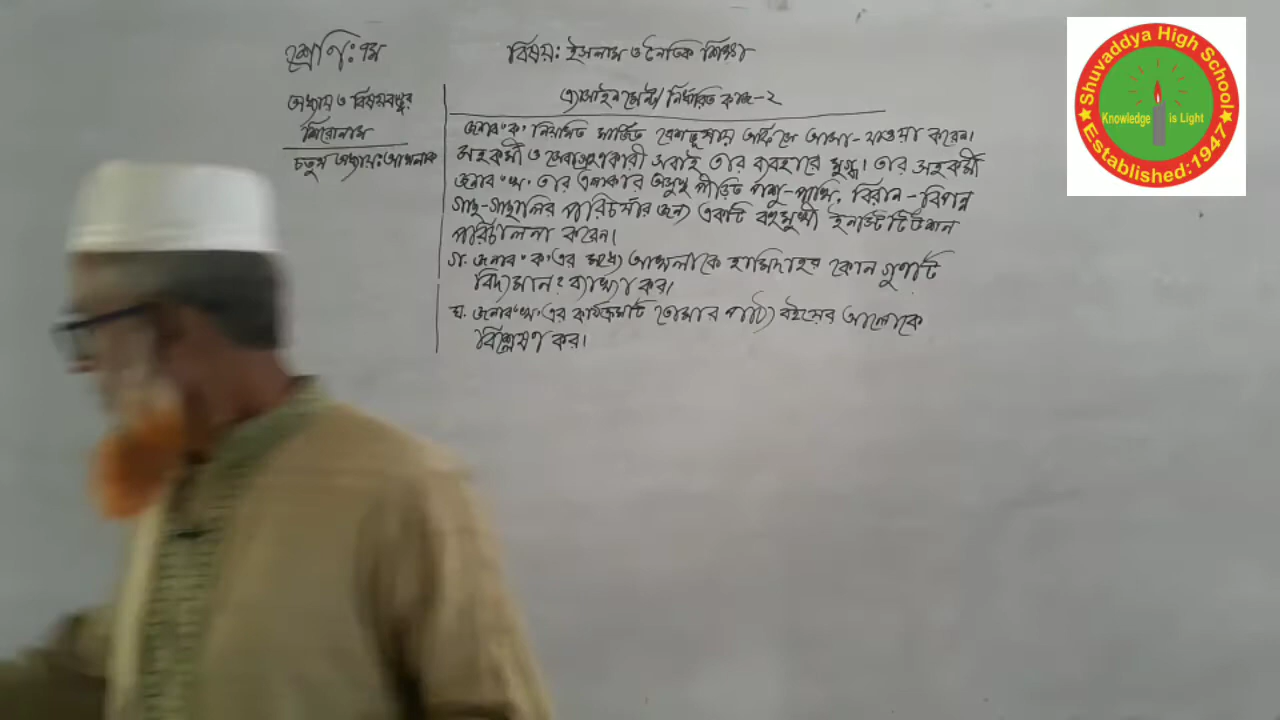 শ্রেণি: ৭ম
বিষয়: ইসলাম ও নৈতিক শিক্ষা
অধ্যায় ও বিষয়বস্তুর
শিরোনাম
চতুর্থ অধ্যায়: আখলাক
এ্যাসাইনমেন্ট/নির্ধারিত কাজ-২
জনাব 'ক' নিয়মিত মার্জিত বেশভূষায় অফিসে আসা-যাওয়া করেন।
সহকর্মী ও সেবাগ্রহণকারী সবাই তার ব্যবহারে মুগ্ধ। তার সহকর্মী
জনাব 'খ' তার এলাকার অসুখ পীড়িত পশু-পাখি, বিরান-বিপন্ন
গাছ-গাছালির পরিচর্যার জন্য একটি বহুমুখী ইনস্টিটিউশন
পরিচালনা করেন।
গ. জনাব 'ক' এর মধ্যে আখলাকে হামিদাহর কোন গুণটি
বিদ্যমান? ব্যাখ্যা কর।
ঘ. জনাব 'খ' এর কার্যক্রমটি তোমার পাঠ্য বইয়ের আলোকে
বিশ্লেষণ কর।
Shuvaddya High School
Knowledge is Light
Established:1947